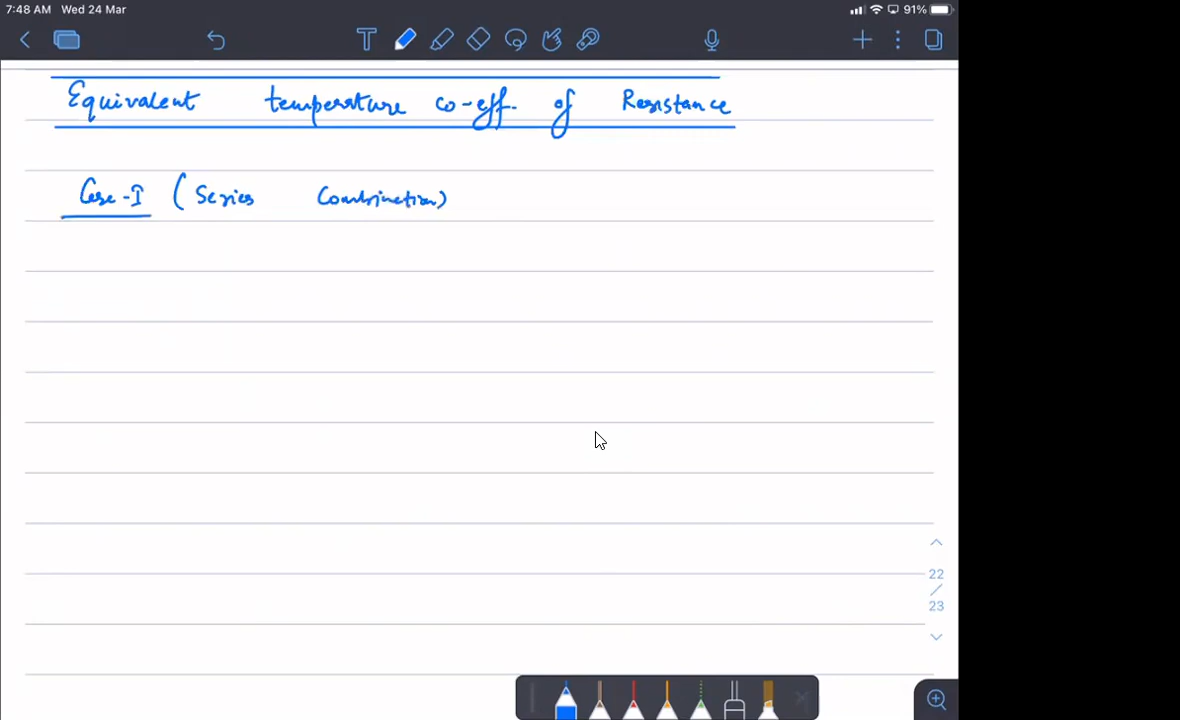 7:48 AM Wed 24 Mar 91%
T
Equivalent temperature co-eff. of Resistance
Case-I (Series Combination)
22
/
23